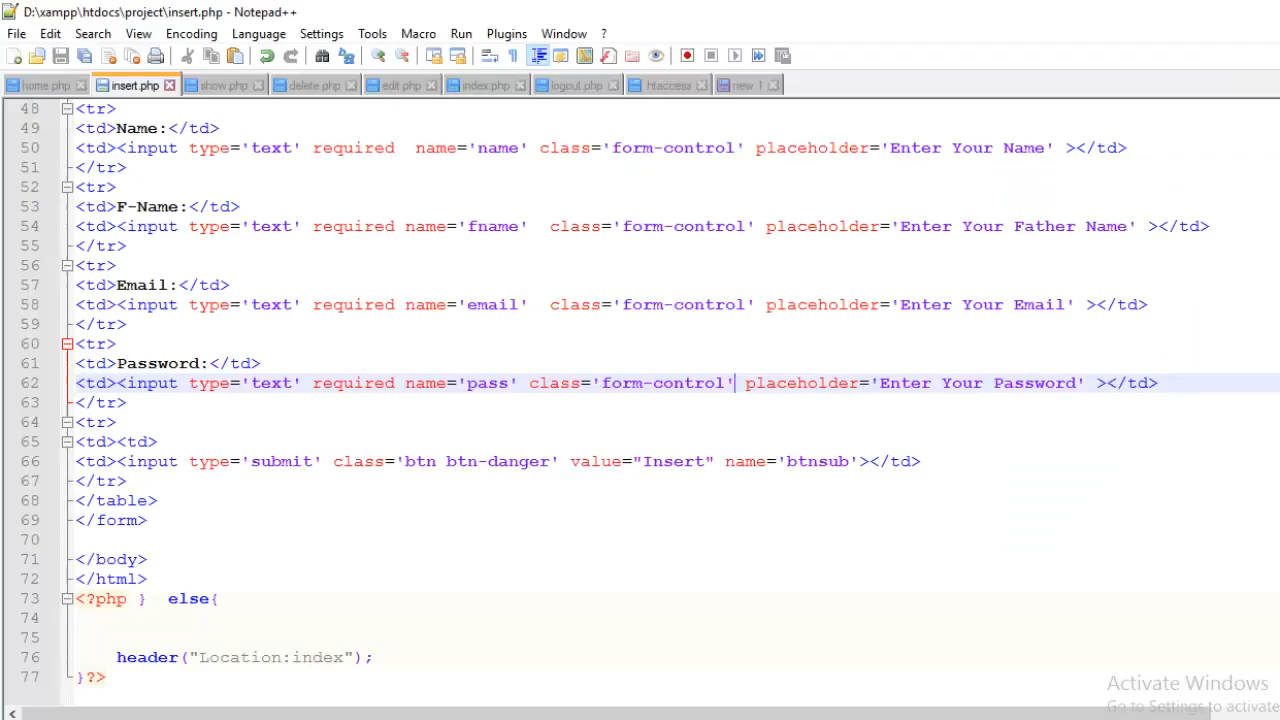 D:\xampp\htdocs\project\insert.php - Notepad++
File Edit Search View Encoding Language Settings Tools Macro Run Plugins Window ?
home.php insert.php show.php delete.php edit.php index.php logout.php htaccess new 1
48 <tr>
49 <td>Name:</td>
50 <td><input type='text' required  name='name' class='form-control' placeholder='Enter Your Name' ></td>
51 </tr>
52 <tr>
53 <td>F-Name:</td>
54 <td><input type='text' required name='fname'  class='form-control' placeholder='Enter Your Father Name' ></td>
55 </tr>
56 <tr>
57 <td>Email:</td>
58 <td><input type='text' required name='email'  class='form-control' placeholder='Enter Your Email' ></td>
59 </tr>
60 <tr>
61 <td>Password:</td>
62 <td><input type='text' required name='pass' class='form-control' placeholder='Enter Your Password' ></td>
63 </tr>
64 <tr>
65 <td><td>
66 <td><input type='submit' class='btn btn-danger' value="Insert" name='btnsub'></td>
67 </tr>
68 </table>
69 </form>
70
71 </body>
72 </html>
73 <?php }  else{
74
75
76 header("Location:index");
77 }?>
Activate Windows
Go to Settings to activate